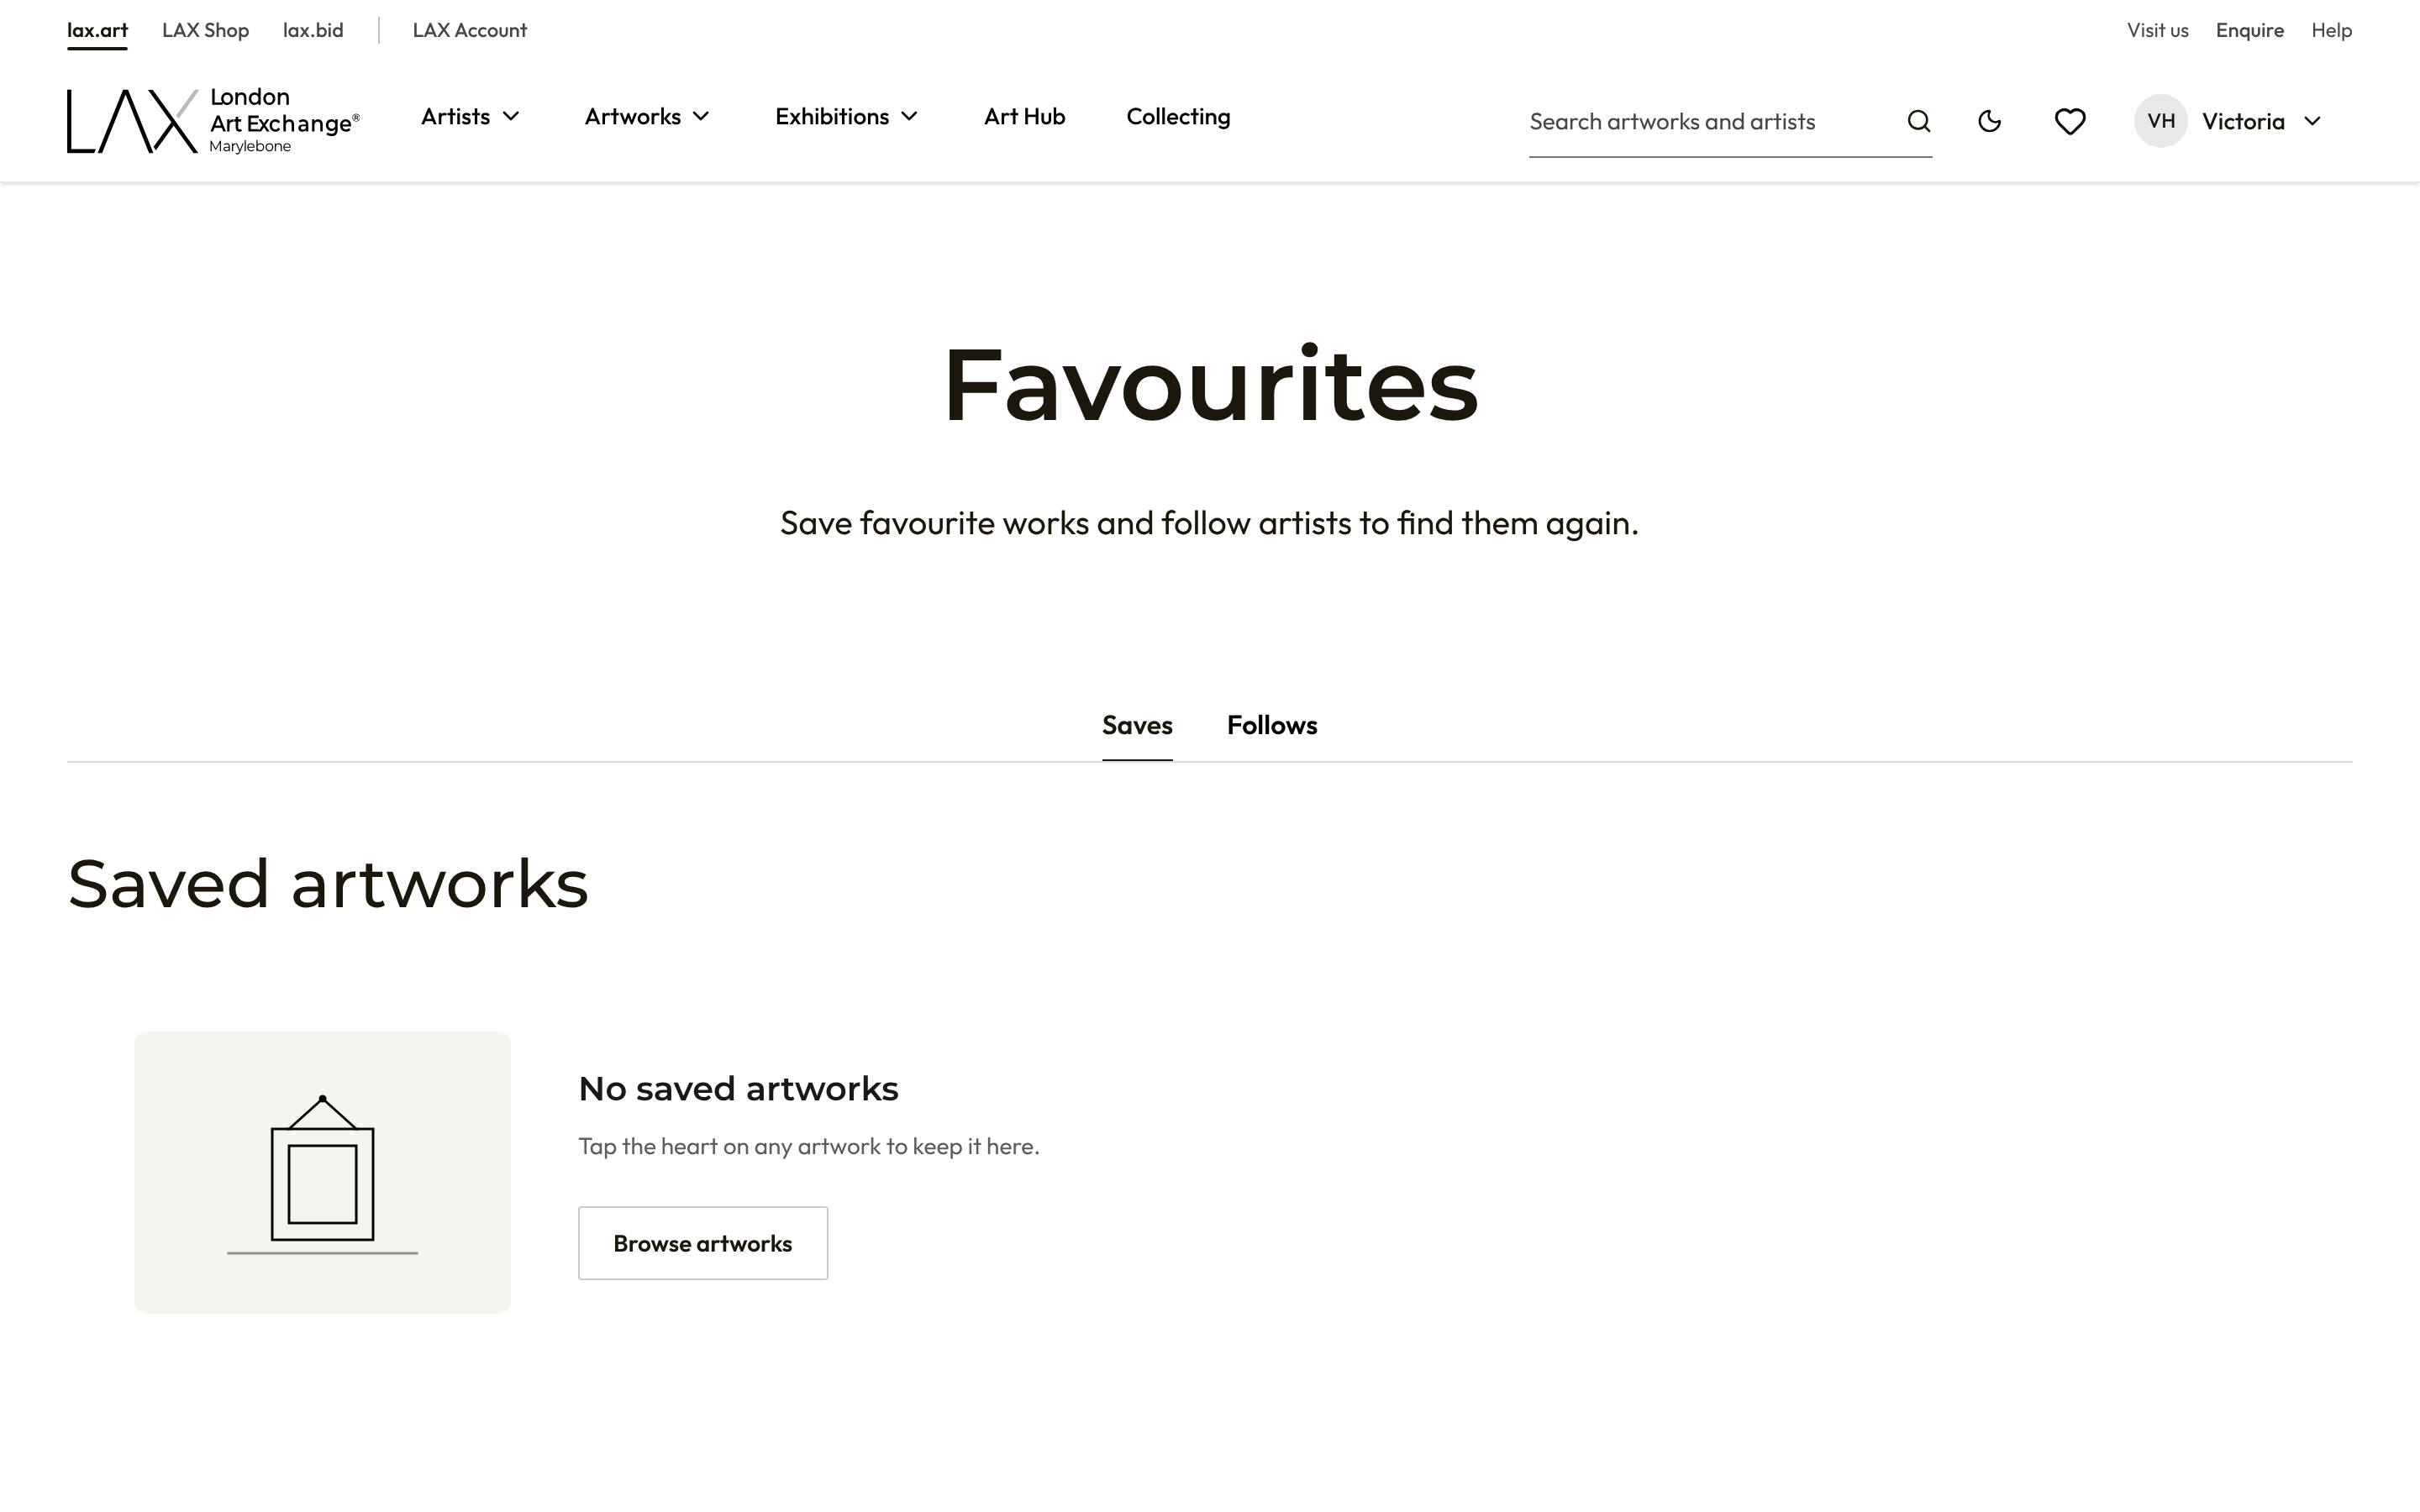 lax.art LAX Shop lax.bid LAX Account Visit us Enquire Help
London
Art Exchange®
Marylebone
LAX Artists Artworks Exhibitions Art Hub Collecting Search artworks and artists VH Victoria
Favourites
Save favourite works and follow artists to find them again.
Saves Follows
Saved artworks
No saved artworks
Tap the heart on any artwork to keep it here.
Browse artworks